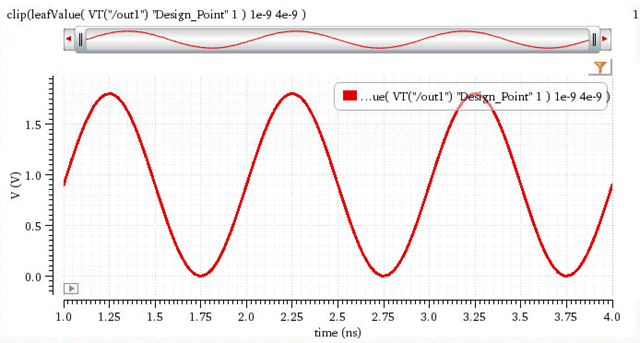 clip(leafValue( VT("/out1") "Design_Point" 1 ) 1e-9 4e-9 )
1
...ue( VT("/out1") "Design_Point" 1 ) 1e-9 4e-9 )
1.5
1.0
0.5
0.0
V (V)
1.0 1.25 1.5 1.75 2.0 2.25 2.5 2.75 3.0 3.25 3.5 3.75 4.0
time (ns)